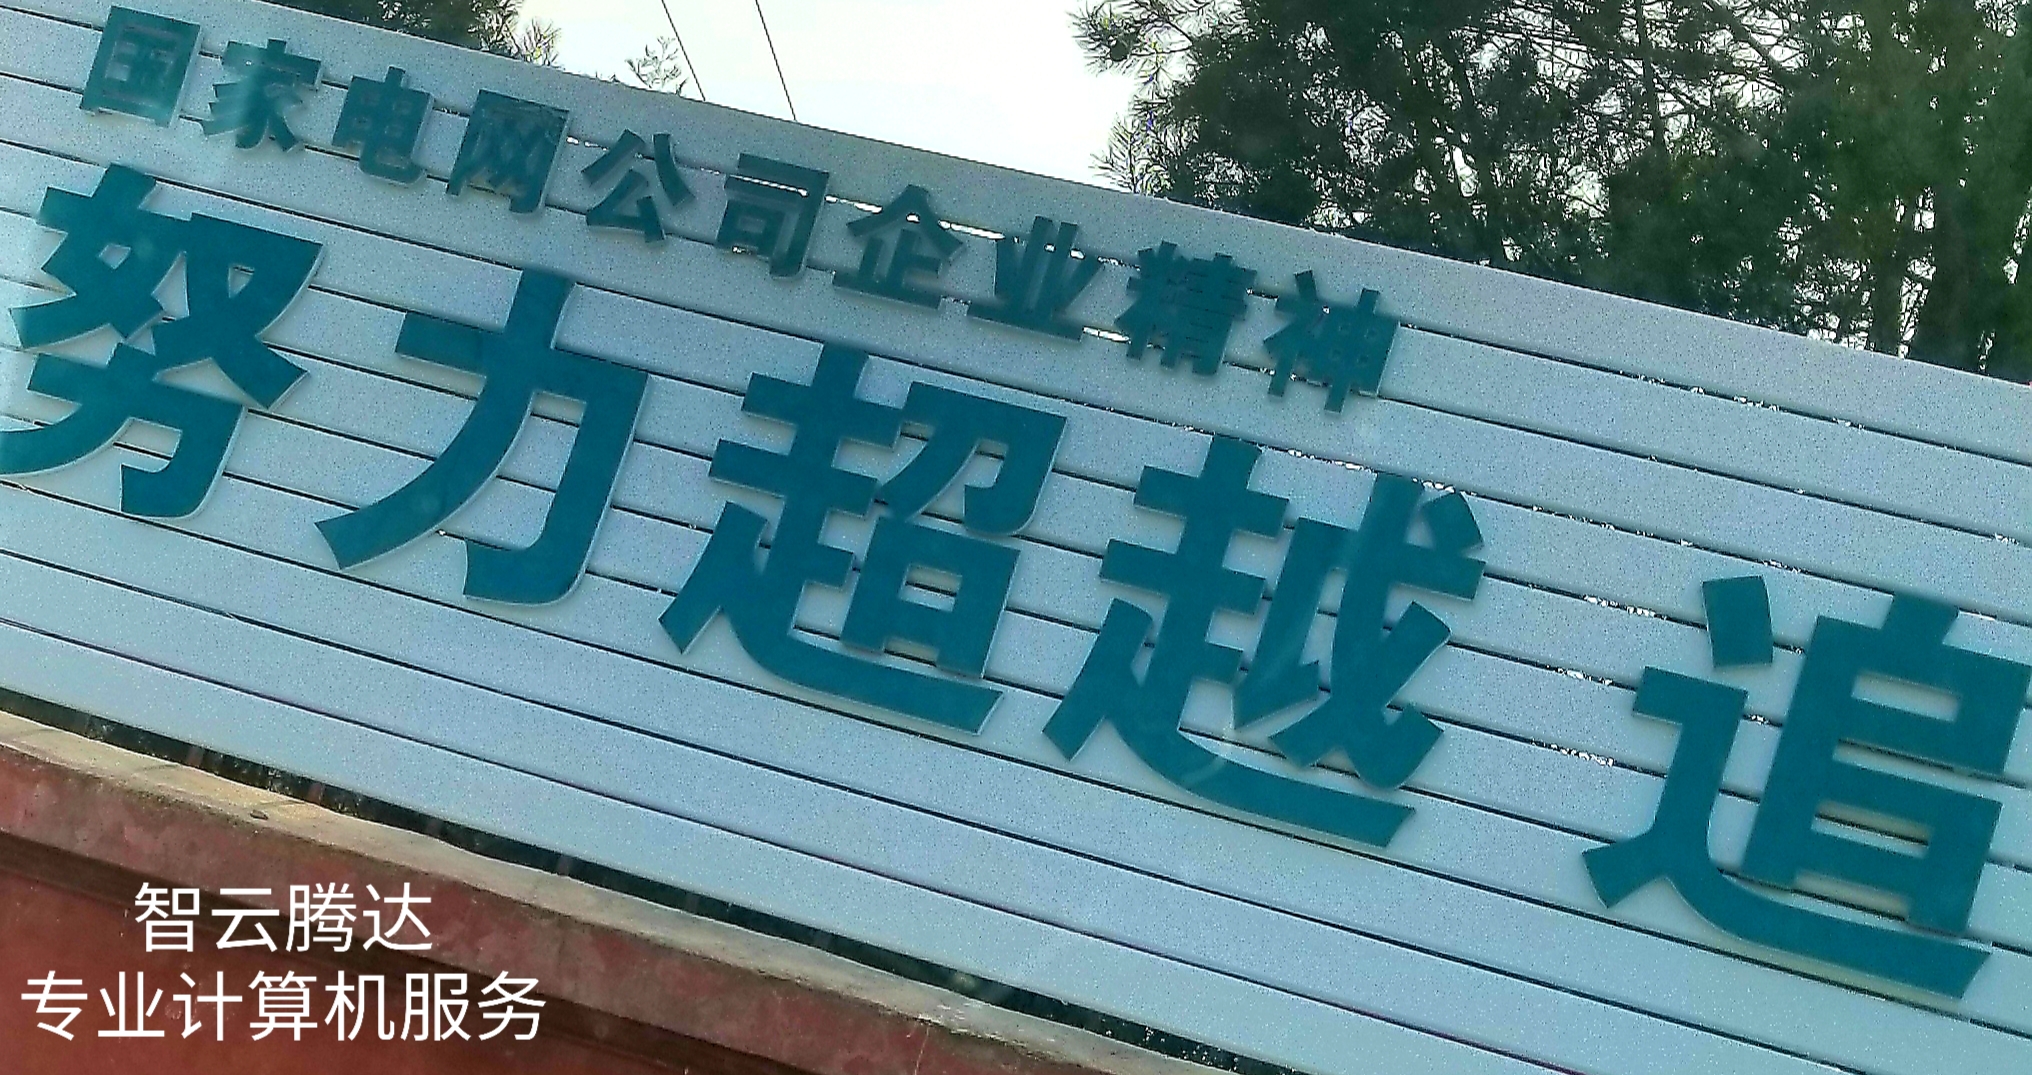 国家电网公司企业精神
努力超越 追
智云腾达
专业计算机服务